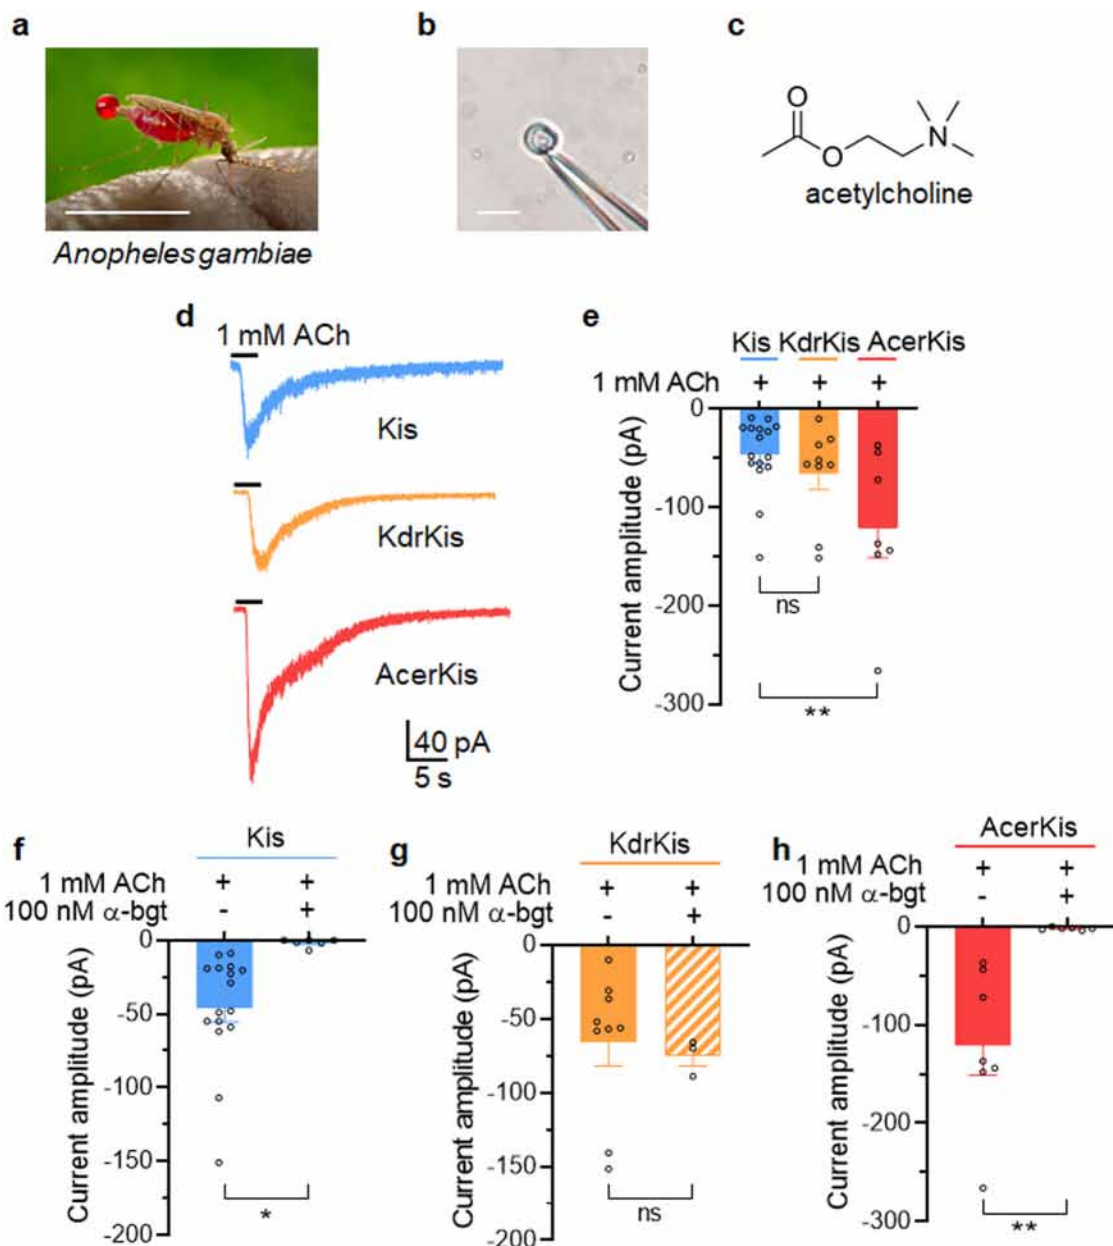 a
b
c
O
O
N
acetylcholine
Anopheles gambiae
d
1 mM ACh
Kis
KdrKis
AcerKis
40 pA
5 s
e
Kis KdrKis AcerKis
1 mM ACh + + +
Current amplitude (pA)
0
-100
-200
-300
ns
**
f
Kis
1 mM ACh + +
100 nM α-bgt - +
Current amplitude (pA)
0
-50
-100
-150
-200
*
g
KdrKis
1 mM ACh + +
100 nM α-bgt - +
Current amplitude (pA)
0
-50
-100
-150
-200
ns
h
AcerKis
1 mM ACh + +
100 nM α-bgt - +
Current amplitude (pA)
0
-100
-200
-300
**